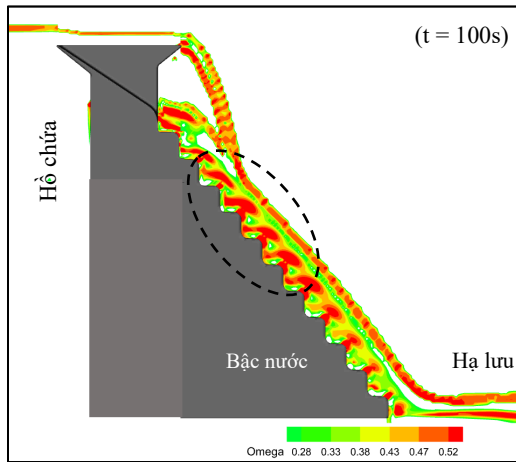 (t = 100s)
Hồ chứa
Bậc nước
Hạ lưu
Omega 0.28 0.33 0.38 0.43 0.47 0.52